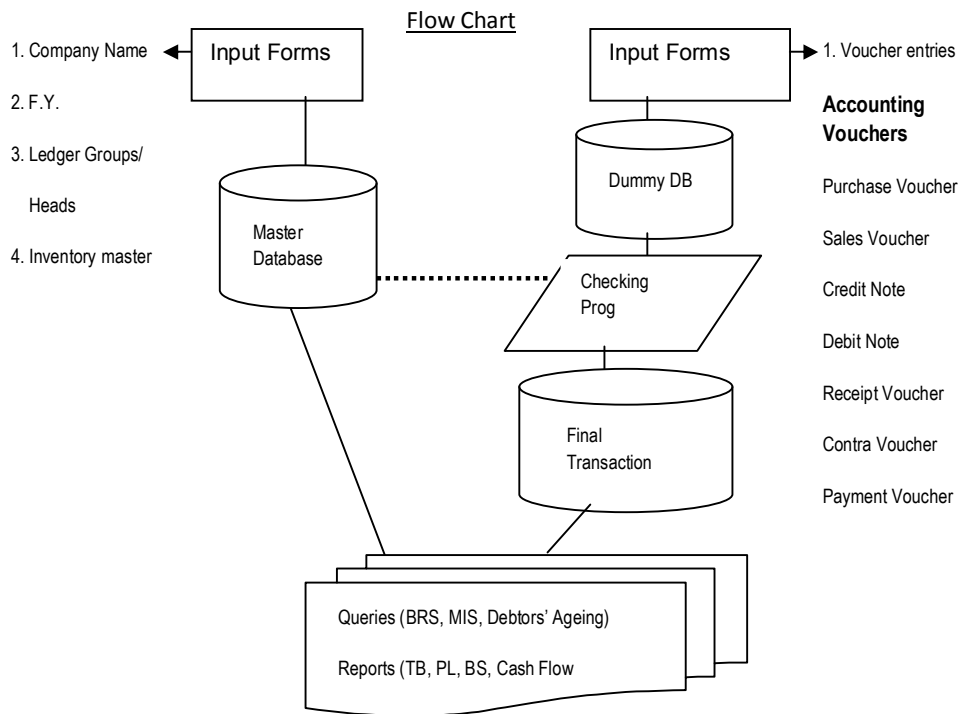 Flow Chart
1. Company Name
2. F.Y.
3. Ledger Groups/
Heads
4. Inventory master
Input Forms
Master
Database
Input Forms
Dummy DB
Checking
Prog
Final
Transaction
1. Voucher entries
Accounting
Vouchers
Purchase Voucher
Sales Voucher
Credit Note
Debit Note
Receipt Voucher
Contra Voucher
Payment Voucher
Queries (BRS, MIS, Debtors’ Ageing)
Reports (TB, PL, BS, Cash Flow